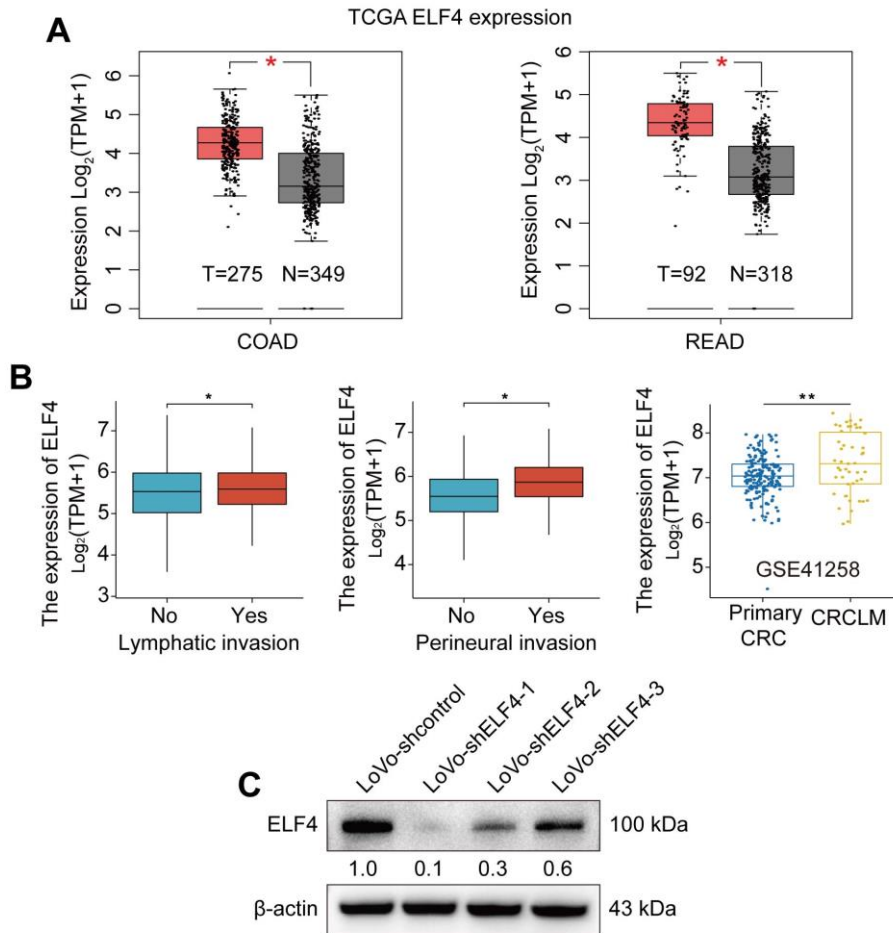 TCGA ELF4 expression
A
Expression Log2(TPM+1)
6
5
4
3
2
1
0
*
T=275 N=349
COAD
Expression Log2(TPM+1)
6
5
4
3
2
1
0
*
T=92 N=318
READ
B
The expression of ELF4
Log2(TPM+1)
7
6
5
4
3
*
No Yes
Lymphatic invasion
The expression of ELF4
Log2(TPM+1)
7
6
5
4
*
No Yes
Perineural invasion
The expression of ELF4
Log2(TPM+1)
8
7
6
5
**
GSE41258
Primary
CRC
CRCLM
C
LoVo-shcontrol
LoVo-shELF4-1
LoVo-shELF4-2
LoVo-shELF4-3
ELF4
100 kDa
1.0 0.1 0.3 0.6
β-actin
43 kDa